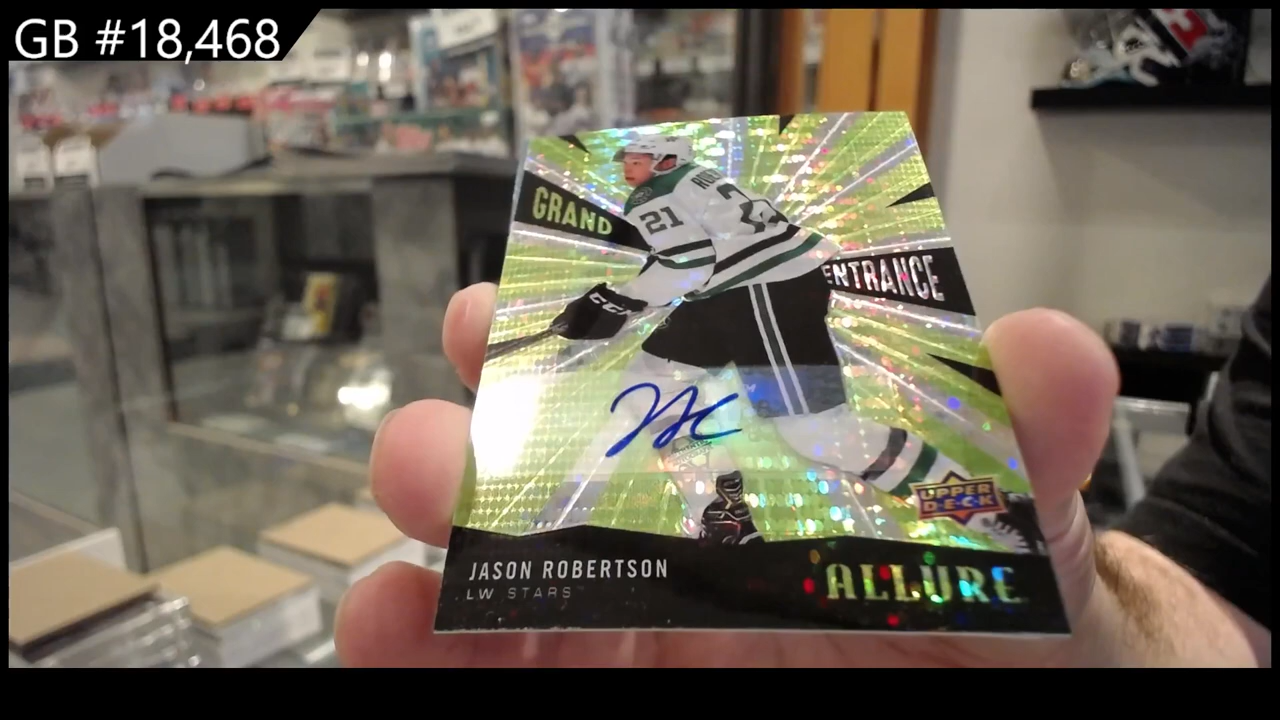 GB #18,468
GRAND
21
ENTRANCE
CCM
UPPER
DECK
JASON ROBERTSON
LW STARS
ALLURE